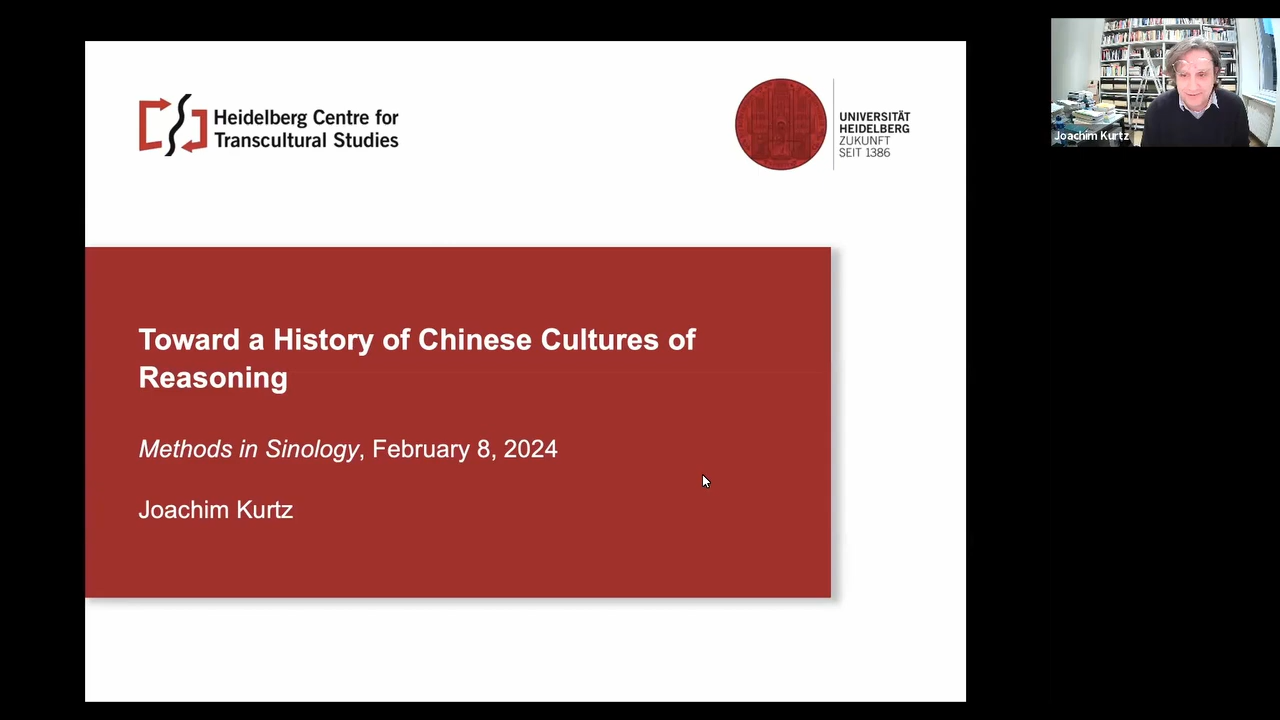 Heidelberg Centre for
Transcultural Studies
UNIVERSITÄT
HEIDELBERG
ZUKUNFT
SEIT 1386
Joachim Kurtz
Toward a History of Chinese Cultures of
Reasoning
Methods in Sinology, February 8, 2024
Joachim Kurtz